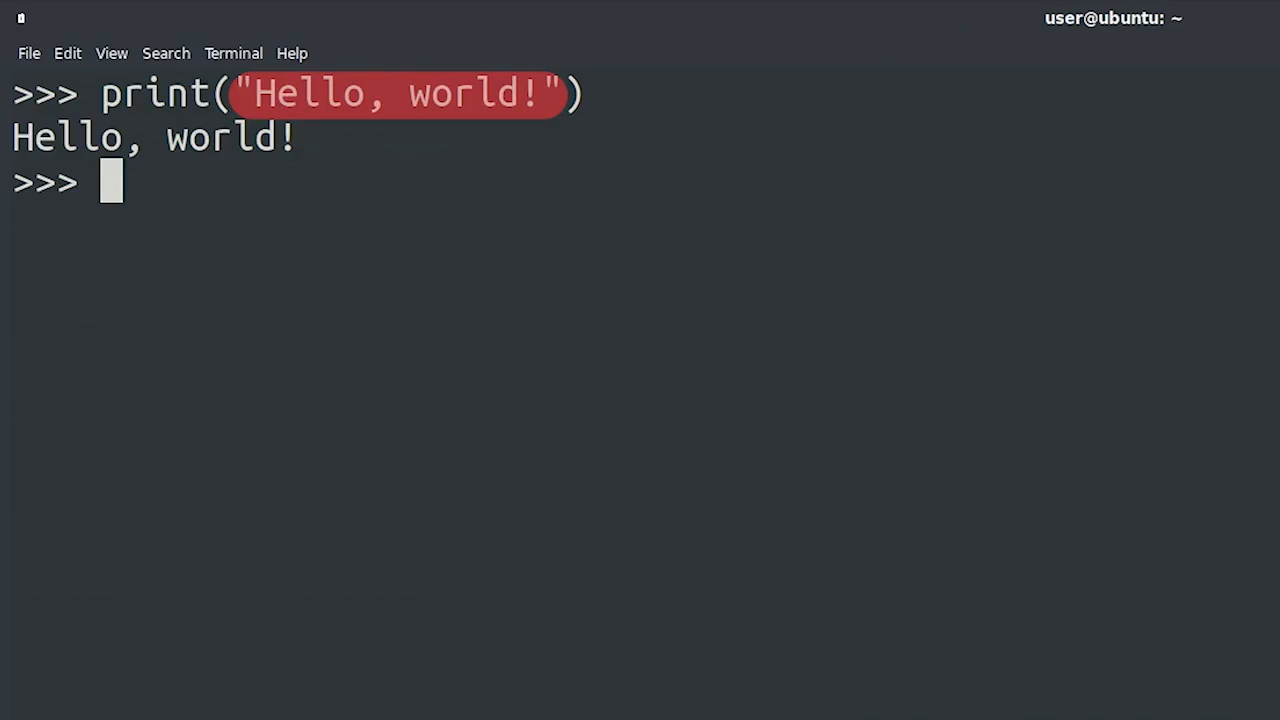 user@ubuntu: ~
File Edit View Search Terminal Help
>>> print("Hello, world!")
Hello, world!
>>>